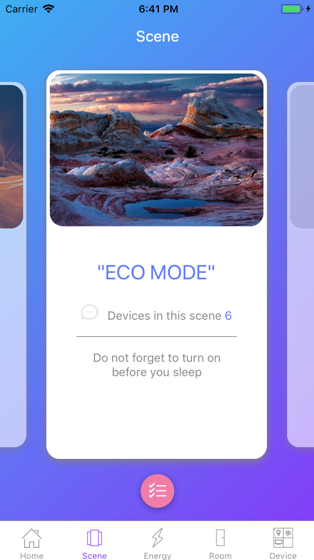 Carrier 6:41 PM
Scene
"ECO MODE"
Devices in this scene 6
Do not forget to turn on
before you sleep
Home Scene Energy Room Device